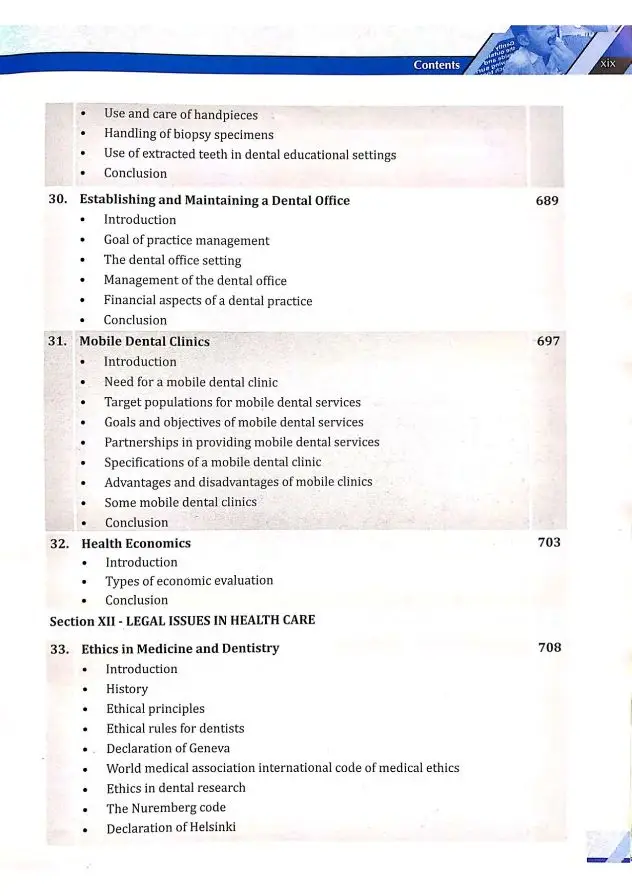 Contents
xix
• Use and care of handpieces
• Handling of biopsy specimens
• Use of extracted teeth in dental educational settings
• Conclusion
30. Establishing and Maintaining a Dental Office 689
• Introduction
• Goal of practice management
• The dental office setting
• Management of the dental office
• Financial aspects of a dental practice
• Conclusion
31. Mobile Dental Clinics 697
• Introduction
• Need for a mobile dental clinic
• Target populations for mobile dental services
• Goals and objectives of mobile dental services
• Partnerships in providing mobile dental services
• Specifications of a mobile dental clinic
• Advantages and disadvantages of mobile clinics
• Some mobile dental clinics
• Conclusion
32. Health Economics 703
• Introduction
• Types of economic evaluation
• Conclusion
Section XII - LEGAL ISSUES IN HEALTH CARE
33. Ethics in Medicine and Dentistry 708
• Introduction
• History
• Ethical principles
• Ethical rules for dentists
• Declaration of Geneva
• World medical association international code of medical ethics
• Ethics in dental research
• The Nuremberg code
• Declaration of Helsinki